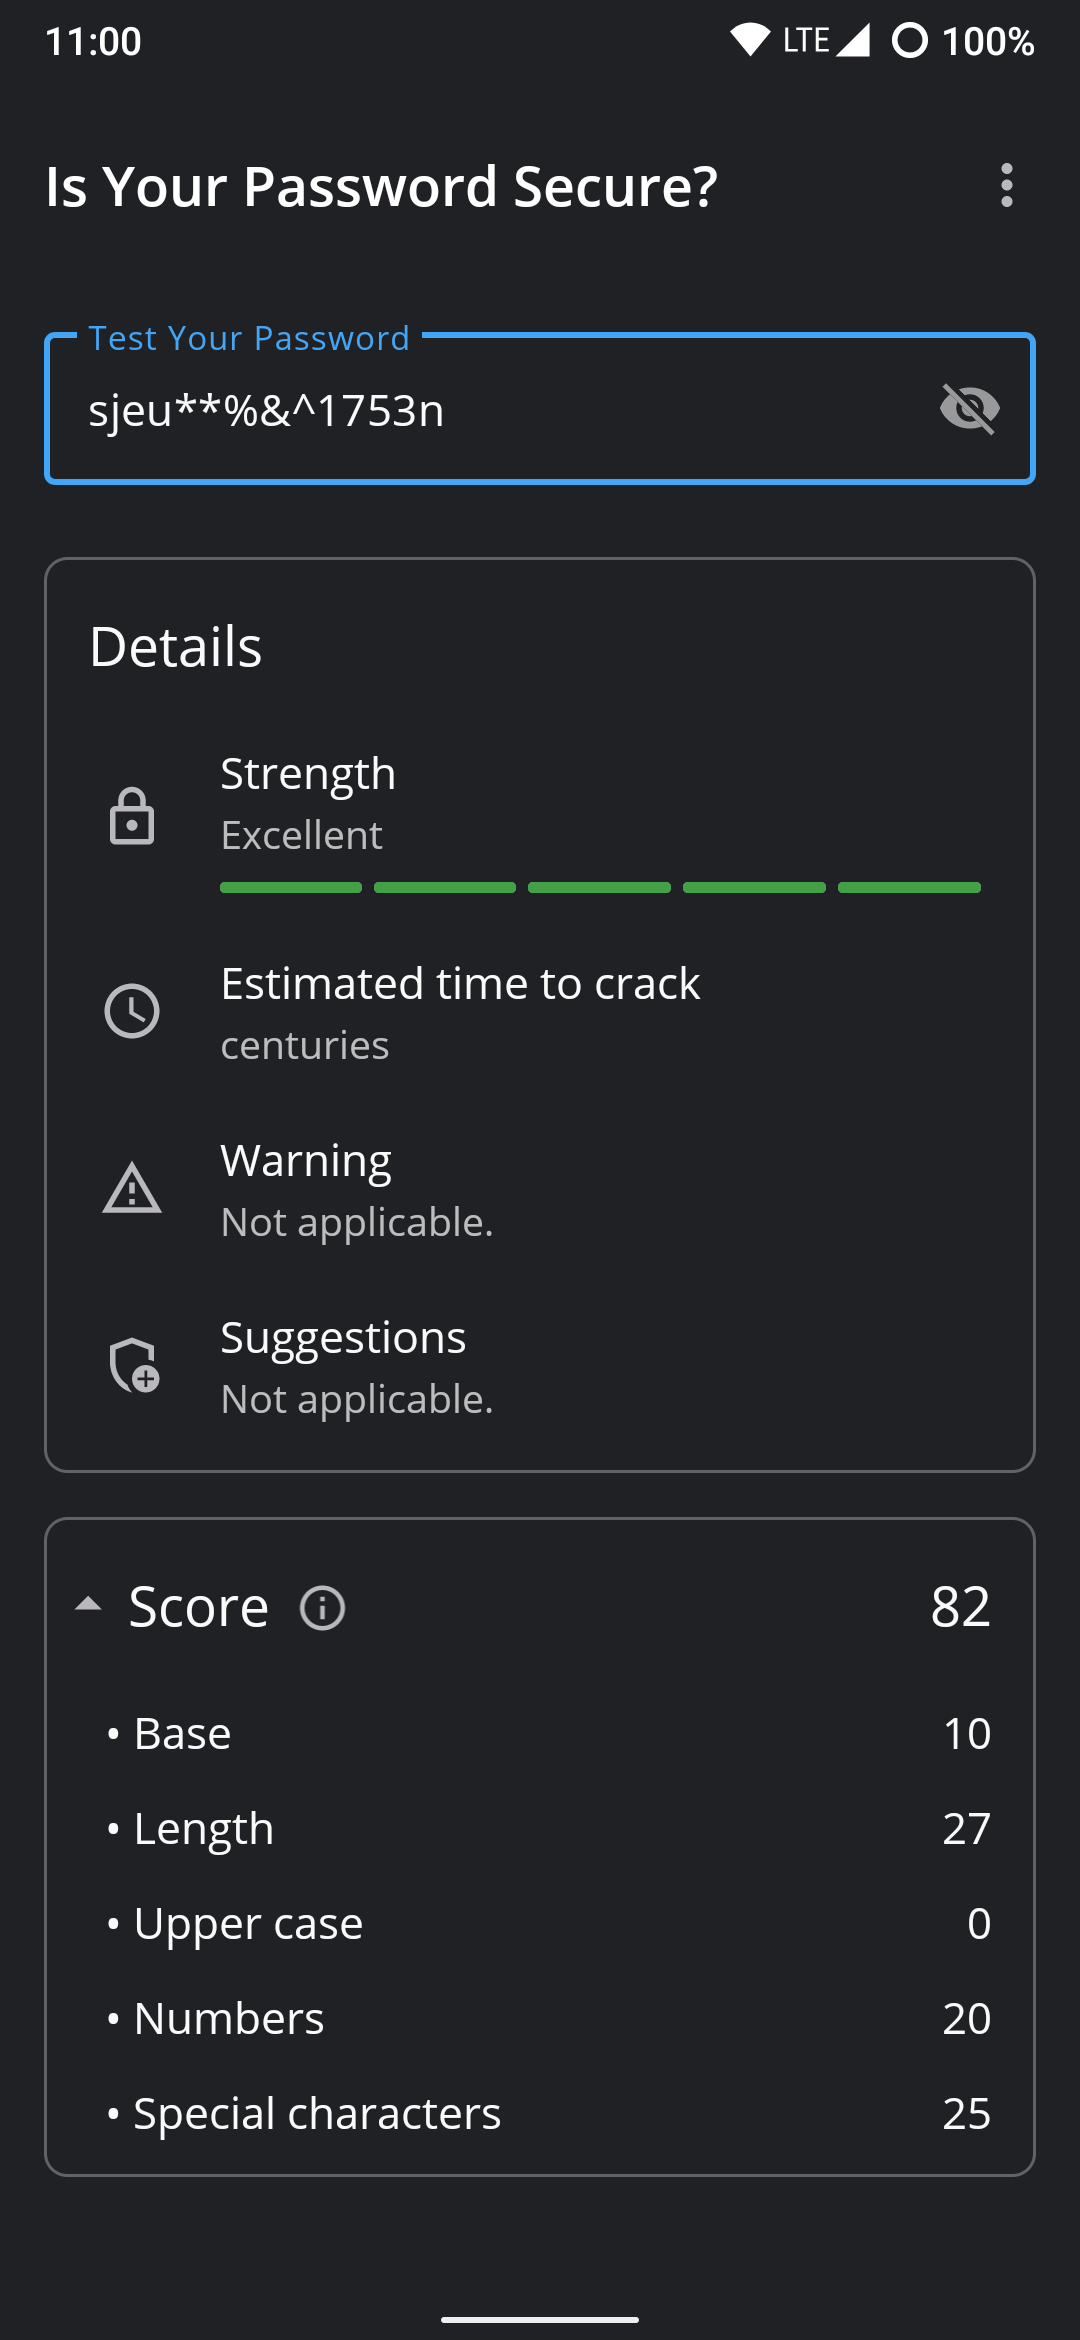 11:00 LTE 100%
Is Your Password Secure?
Test Your Password
sjeu**%&^1753n
Details
Strength
Excellent
Estimated time to crack
centuries
Warning
Not applicable.
Suggestions
Not applicable.
Score 82
• Base 10
• Length 27
• Upper case 0
• Numbers 20
• Special characters 25